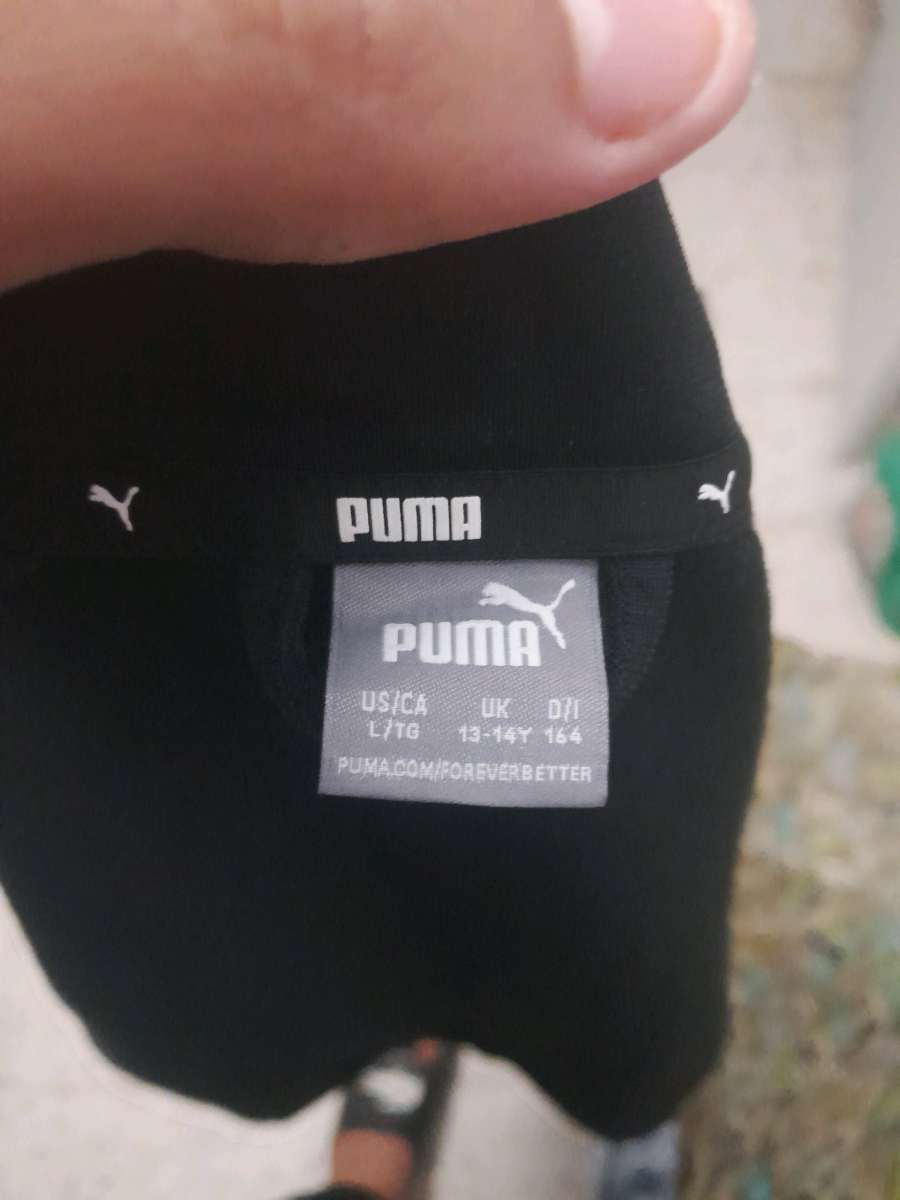 PUMA
PUMA
US/CA UK D/I
L/TG 13-14Y 164
PUMA.COM/FOREVERBETTER